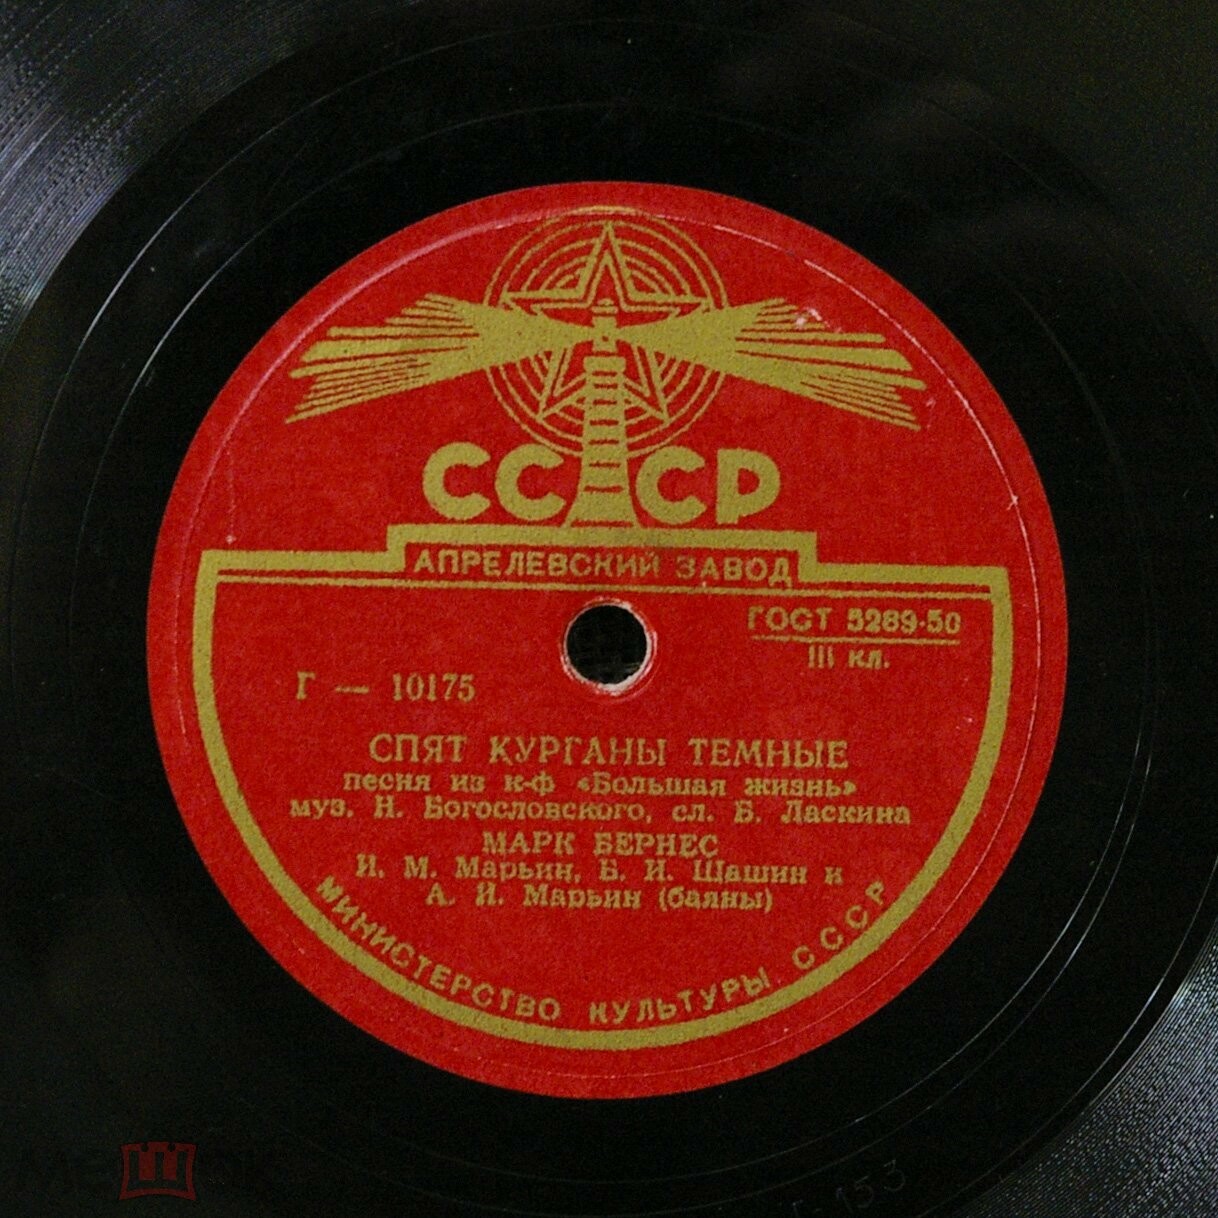 СССР
АПРЕЛЕВСКИЙ ЗАВОД
ГОСТ 5289-50
III кл.
Г — 10175
СПЯТ КУРГАНЫ ТЕМНЫЕ
песня из к-ф «Большая жизнь»
муз. Н. Богословского, сл. Б. Ласкина
МАРК БЕРНЕС
И. М. Марьин, Б. И. Шашин и
А. И. Марьин (баяны)
МИНИСТЕРСТВО КУЛЬТУРЫ СССР